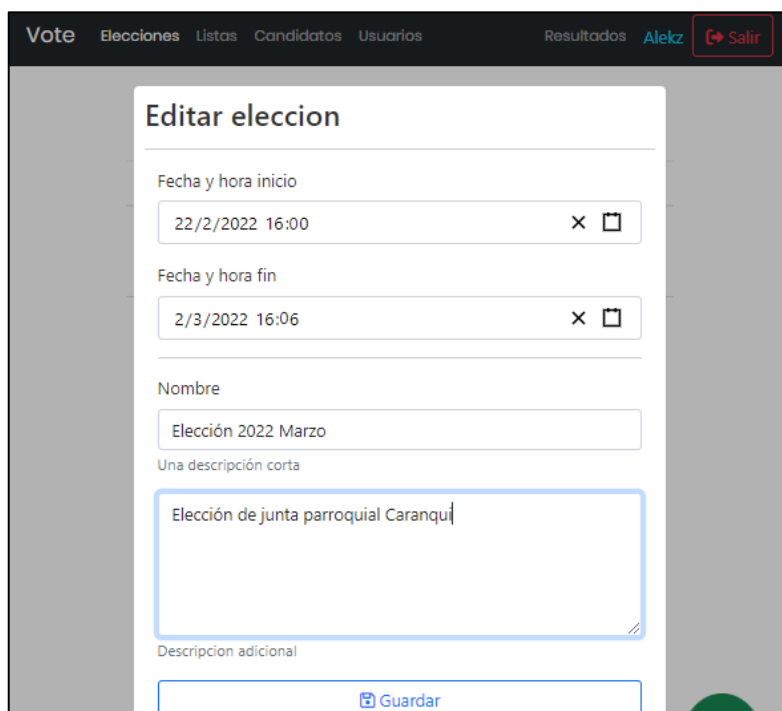 Vote Elecciones Listas Candidatos Usuarios Resultados Alekz Salir
Editar eleccion
Fecha y hora inicio
22/2/2022 16:00
Fecha y hora fin
2/3/2022 16:06
Nombre
Elección 2022 Marzo
Una descripción corta
Elección de junta parroquial Caranqui
Descripcion adicional
Guardar